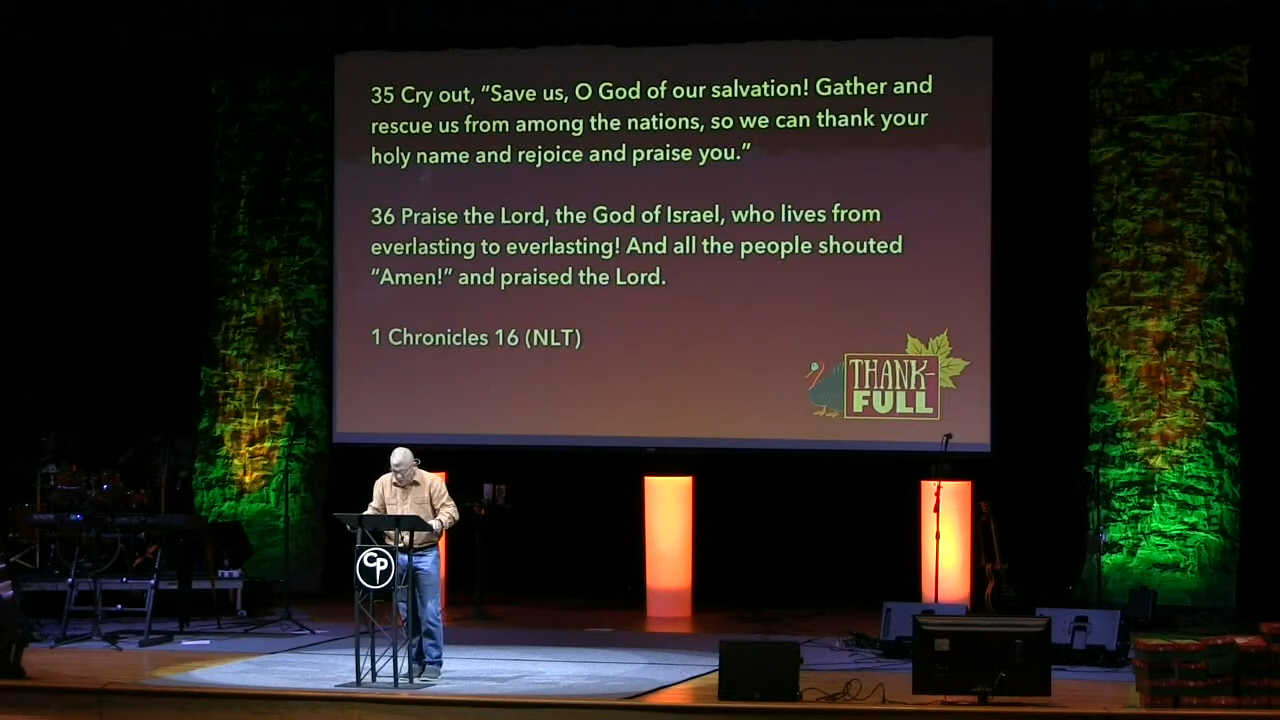 35 Cry out, “Save us, O God of our salvation! Gather and
rescue us from among the nations, so we can thank your
holy name and rejoice and praise you.”
36 Praise the Lord, the God of Israel, who lives from
everlasting to everlasting! And all the people shouted
“Amen!” and praised the Lord.
1 Chronicles 16 (NLT)
THANK-
FULL
CP